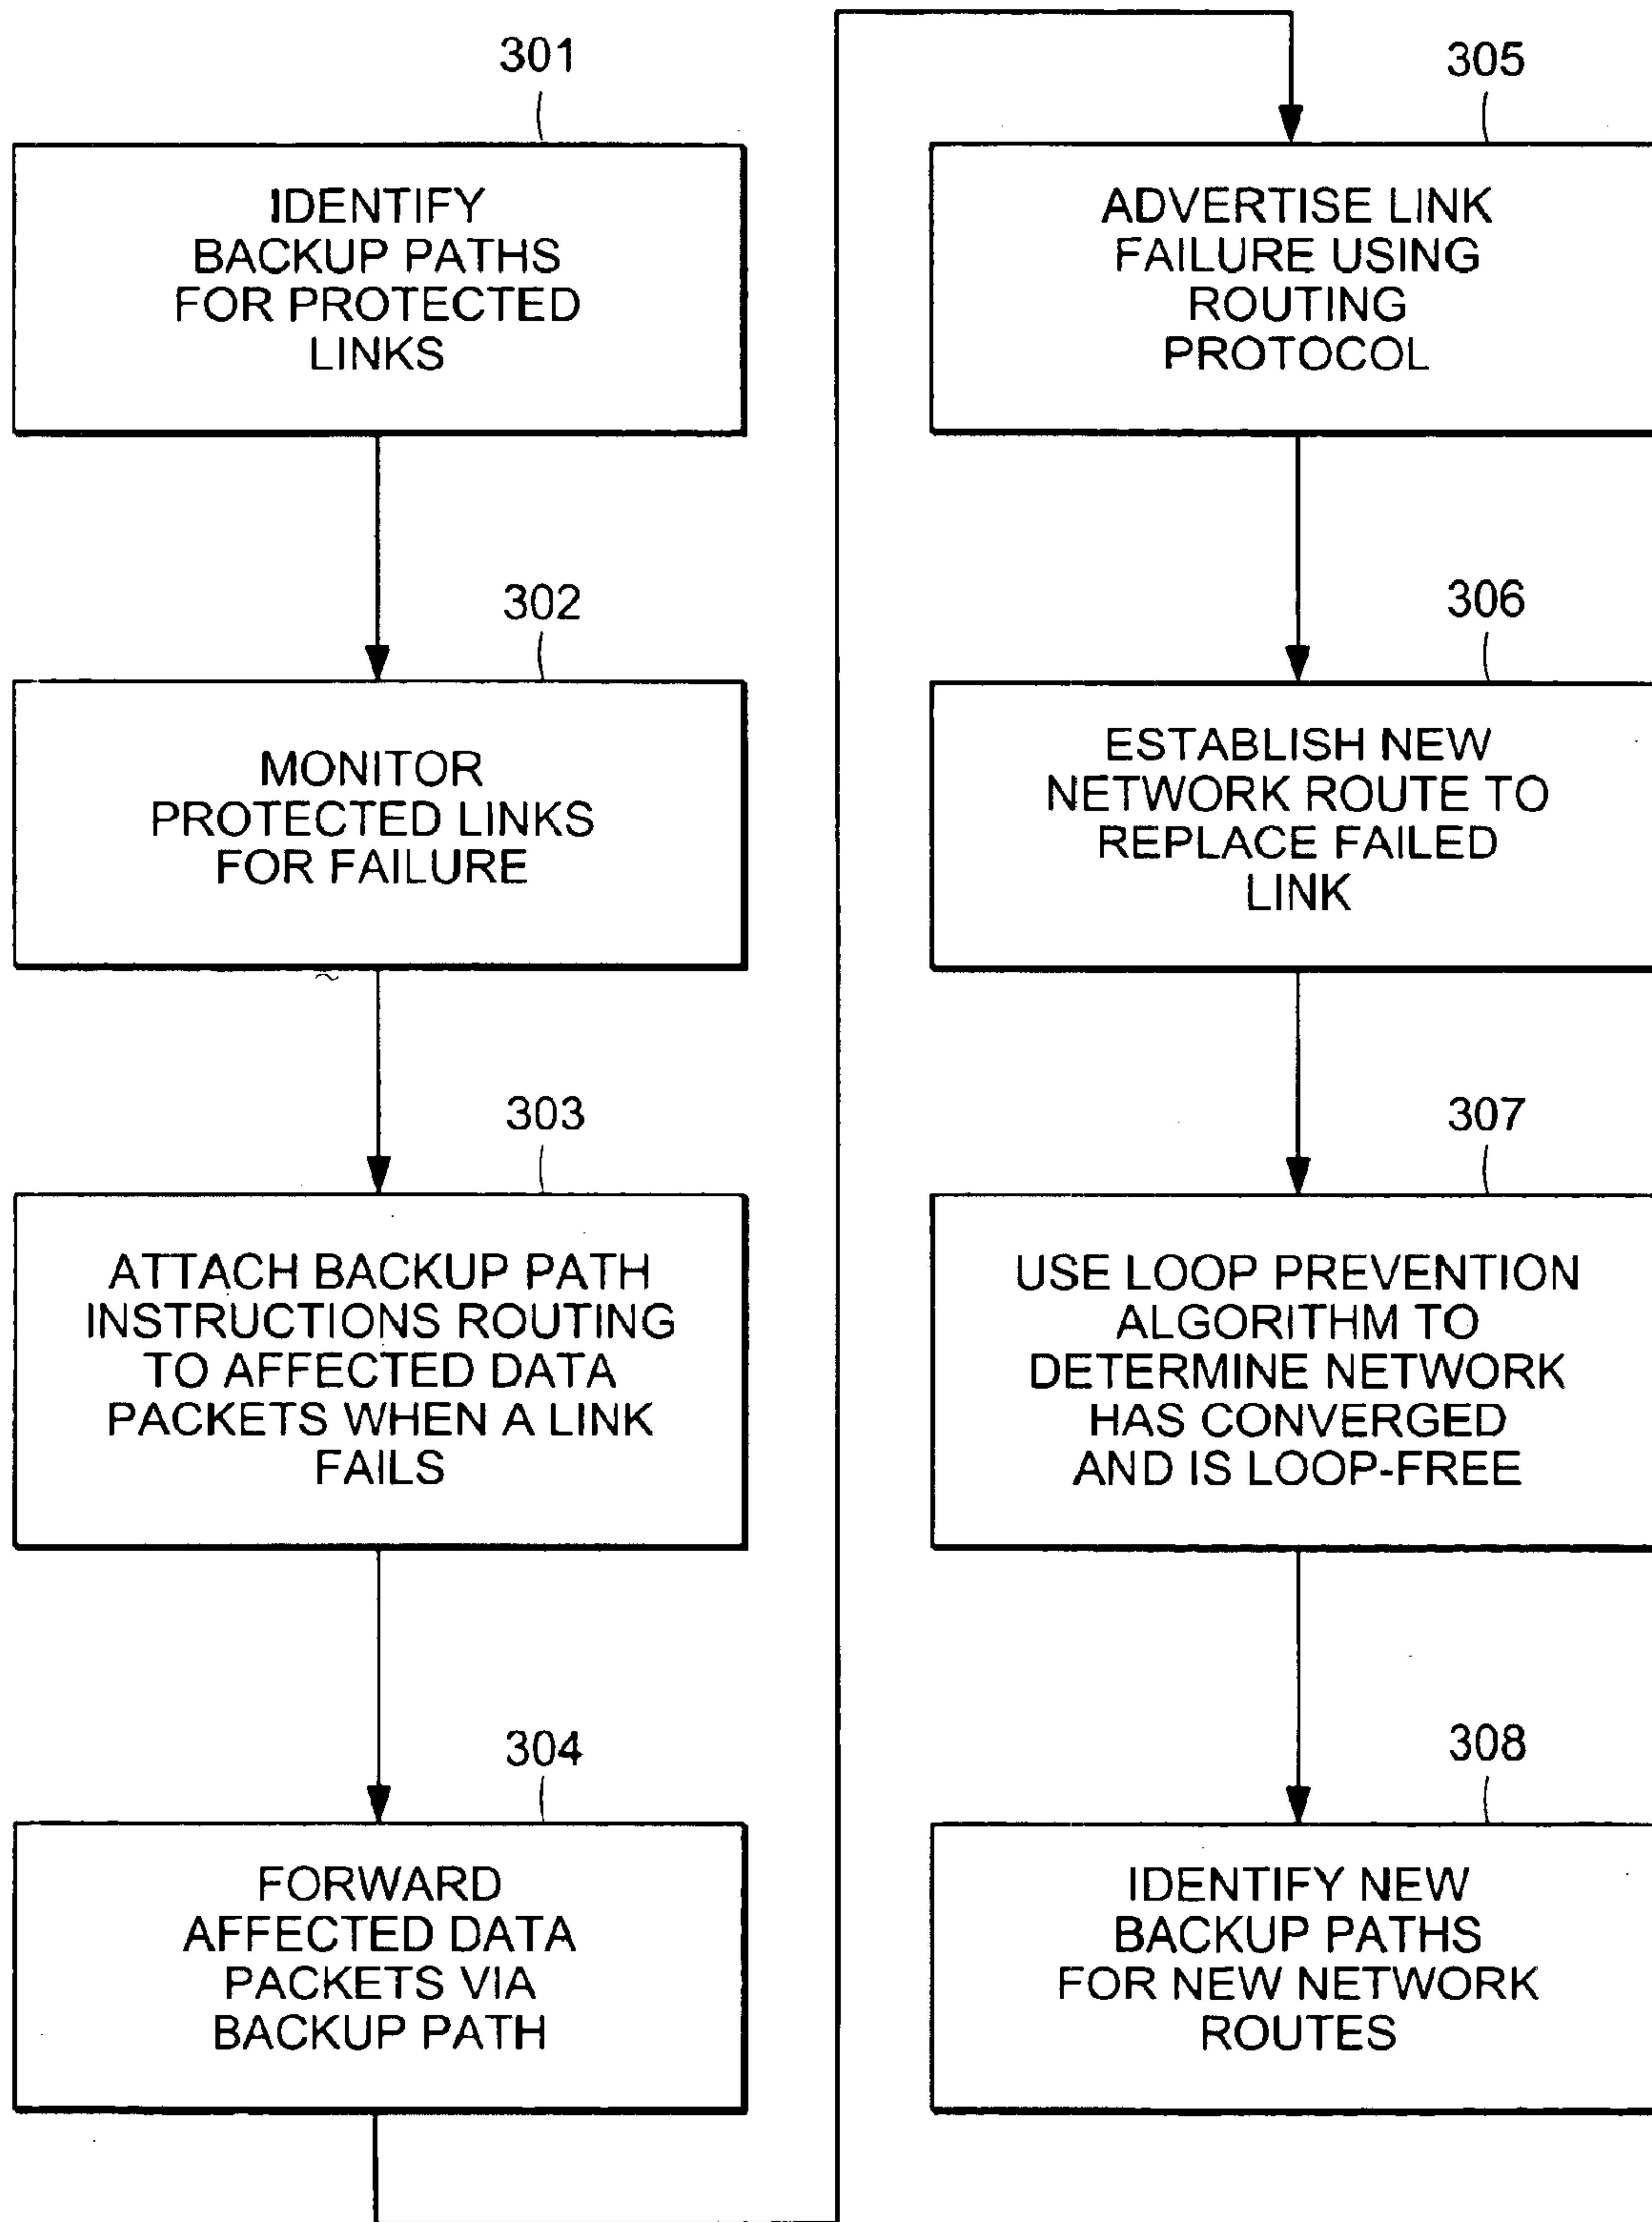 301
IDENTIFY
BACKUP PATHS
FOR PROTECTED
LINKS
302
MONITOR
PROTECTED LINKS
FOR FAILURE
303
ATTACH BACKUP PATH
INSTRUCTIONS ROUTING
TO AFFECTED DATA
PACKETS WHEN A LINK
FAILS
304
FORWARD
AFFECTED DATA
PACKETS VIA
BACKUP PATH
305
ADVERTISE LINK
FAILURE USING
ROUTING
PROTOCOL
306
ESTABLISH NEW
NETWORK ROUTE TO
REPLACE FAILED
LINK
307
USE LOOP PREVENTION
ALGORITHM TO
DETERMINE NETWORK
HAS CONVERGED
AND IS LOOP-FREE
308
IDENTIFY NEW
BACKUP PATHS
FOR NEW NETWORK
ROUTES